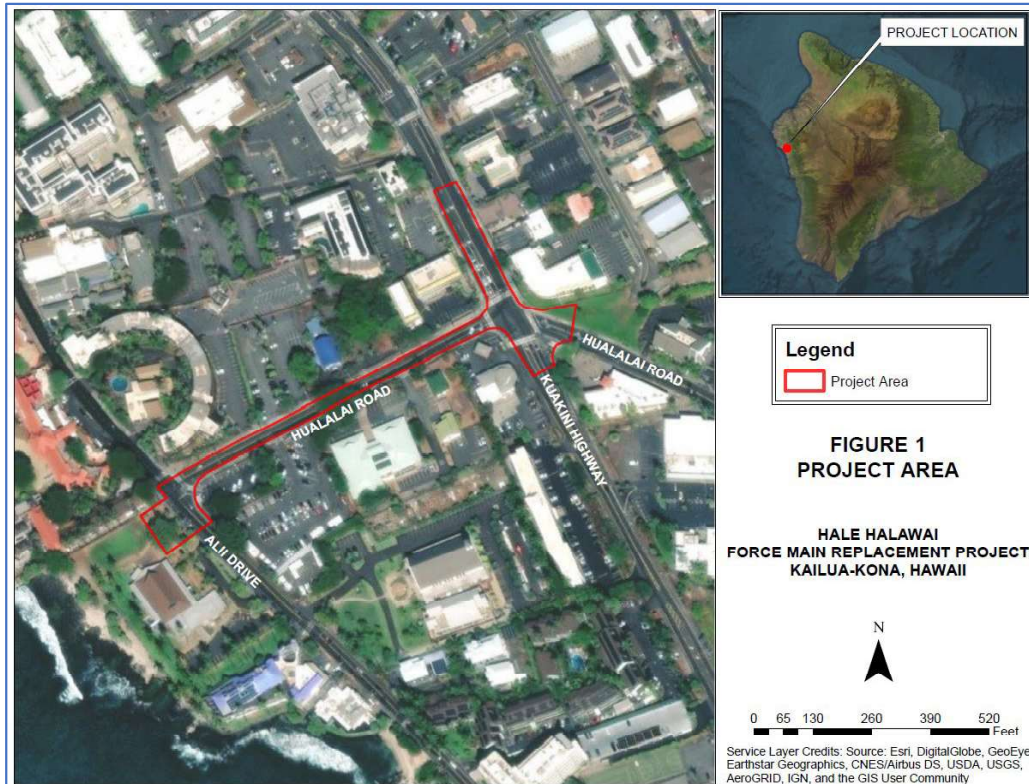 PROJECT LOCATION
HUALALAI ROAD
HUALALAI ROAD
KUAKINI HIGHWAY
ALII DRIVE
Legend
Project Area
FIGURE 1
PROJECT AREA
HALE HALAWAI
FORCE MAIN REPLACEMENT PROJECT
KAILUA-KONA, HAWAII
N
0 65 130 260 390 520
Feet
Service Layer Credits: Source: Esri, DigitalGlobe, GeoEye,
Earthstar Geographics, CNES/Airbus DS, USDA, USGS,
AeroGRID, IGN, and the GIS User Community